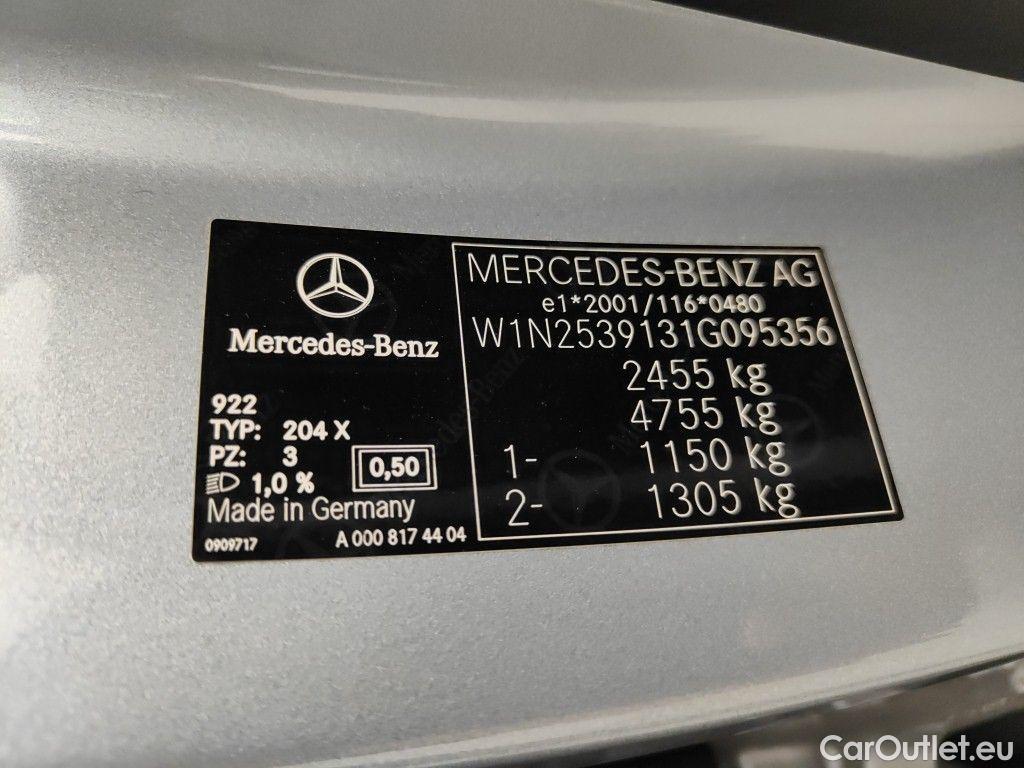 Mercedes-Benz
922
TYP: 204 X
PZ: 3
1,0 %
0,50
Made in Germany
0909717
A 000 817 44 04
MERCEDES-BENZ AG
e1*2001/116*0480
W1N2539131G095356
2455 kg
4755 kg
1- 1150 kg
2- 1305 kg
CarOutlet.eu